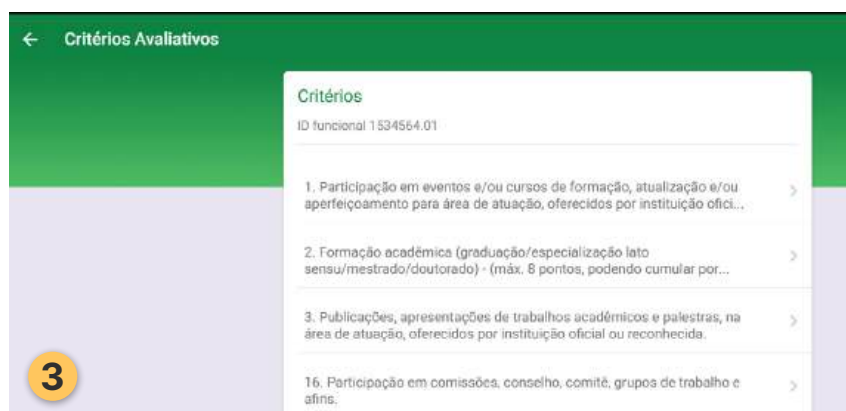 Critérios Avaliativos
Critérios
ID funcional 1534564.01
1. Participação em eventos e/ou cursos de formação, atualização e/ou
aperfeiçoamento para área de atuação, oferecidos por instituição ofici...
2. Formação acadêmica (graduação/especialização lato
sensu/mestrado/doutorado) - (máx. 8 pontos, podendo cumular por...
3. Publicações, apresentações de trabalhos acadêmicos e palestras, na
área de atuação, oferecidos por instituição oficial ou reconhecida.
16. Participação em comissões, conselho, comitê, grupos de trabalho e
afins.
3